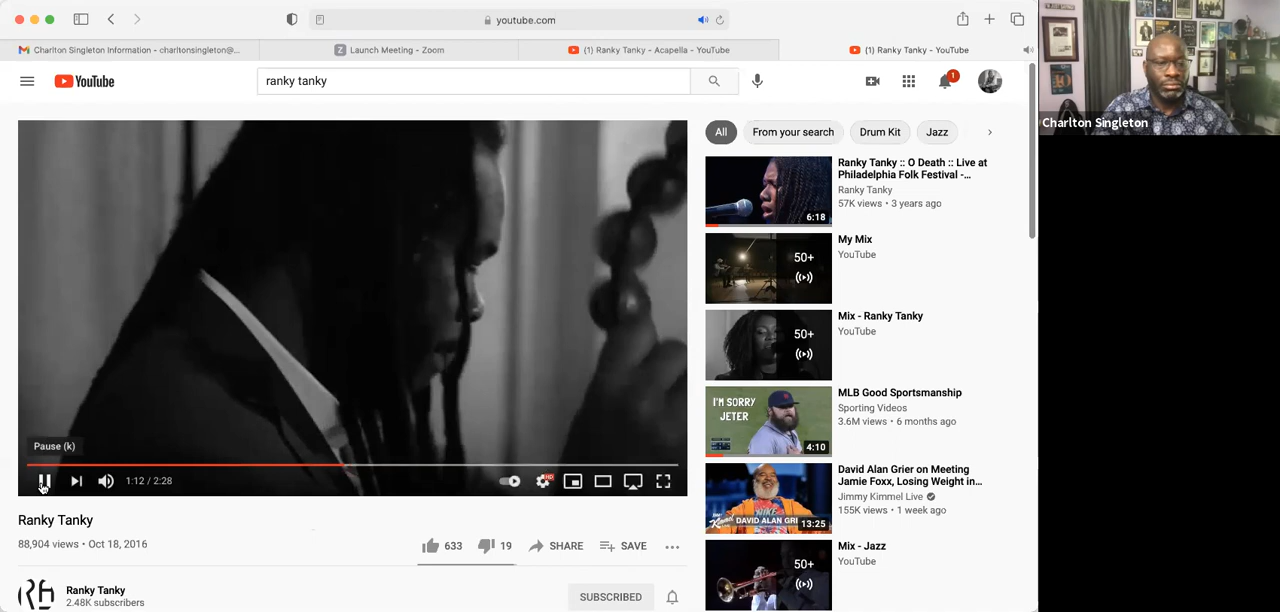 youtube.com
Charlton Singleton Information - charltonsingleton@...
Launch Meeting - Zoom
(1) Ranky Tanky - Acapella - YouTube
(1) Ranky Tanky - YouTube
YouTube
ranky tanky
1
Charlton Singleton
All
From your search
Drum Kit
Jazz
Ranky Tanky :: O Death :: Live at
Philadelphia Folk Festival -...
Ranky Tanky
57K views • 3 years ago
6:18
My Mix
YouTube
50+
Mix - Ranky Tanky
YouTube
50+
I'M SORRY
JETER
4:10
MLB Good Sportsmanship
Sporting Videos
3.6M views • 6 months ago
DAVID ALAN GRI
13:25
David Alan Grier on Meeting
Jamie Foxx, Losing Weight in...
Jimmy Kimmel Live
155K views • 1 week ago
Mix - Jazz
YouTube
50+
Pause (k)
1:12 / 2:28
HD
Ranky Tanky
88,904 views • Oct 18, 2016
633
19
SHARE
SAVE
Ranky Tanky
2.48K subscribers
SUBSCRIBED